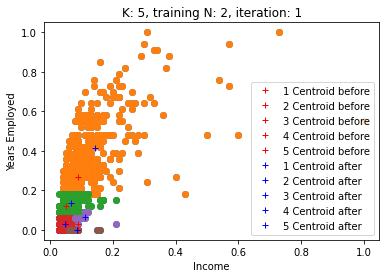 K: 5, training N: 2, iteration: 1
1.0
0.8
0.6
0.4
0.2
0.0
Years Employed
1 Centroid before
2 Centroid before
3 Centroid before
4 Centroid before
5 Centroid before
1 Centroid after
2 Centroid after
3 Centroid after
4 Centroid after
5 Centroid after
0.0 0.2 0.4 0.6 0.8 1.0
Income